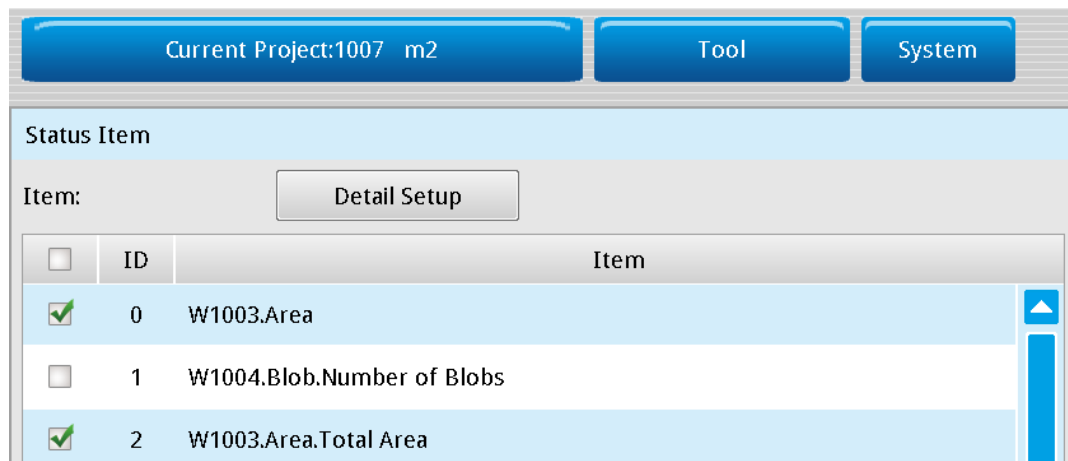 Current Project:1007 m2 Tool System
Status Item
Item: Detail Setup
ID Item
0 W1003.Area
1 W1004.Blob.Number of Blobs
2 W1003.Area.Total Area